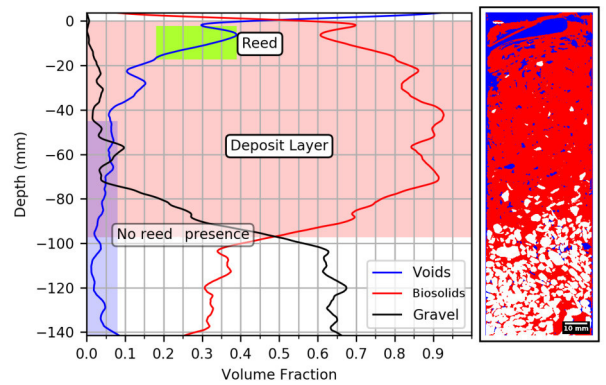 0
−20
−40
−60
−80
−100
−120
−140
Depth (mm)
Reed
Deposit Layer
No reed presence
Voids
Biosolids
Gravel
0.0 0.1 0.2 0.3 0.4 0.5 0.6 0.7 0.8 0.9
Volume Fraction
10 mm